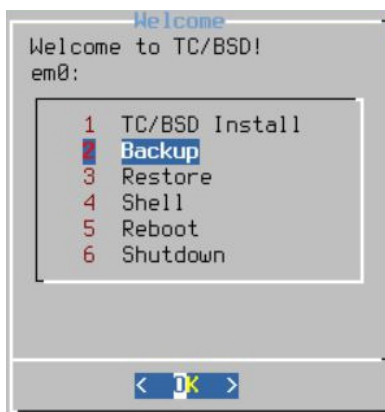 Welcome
Welcome to TC/BSD!
em0:
1 TC/BSD Install
2 Backup
3 Restore
4 Shell
5 Reboot
6 Shutdown
< OK >